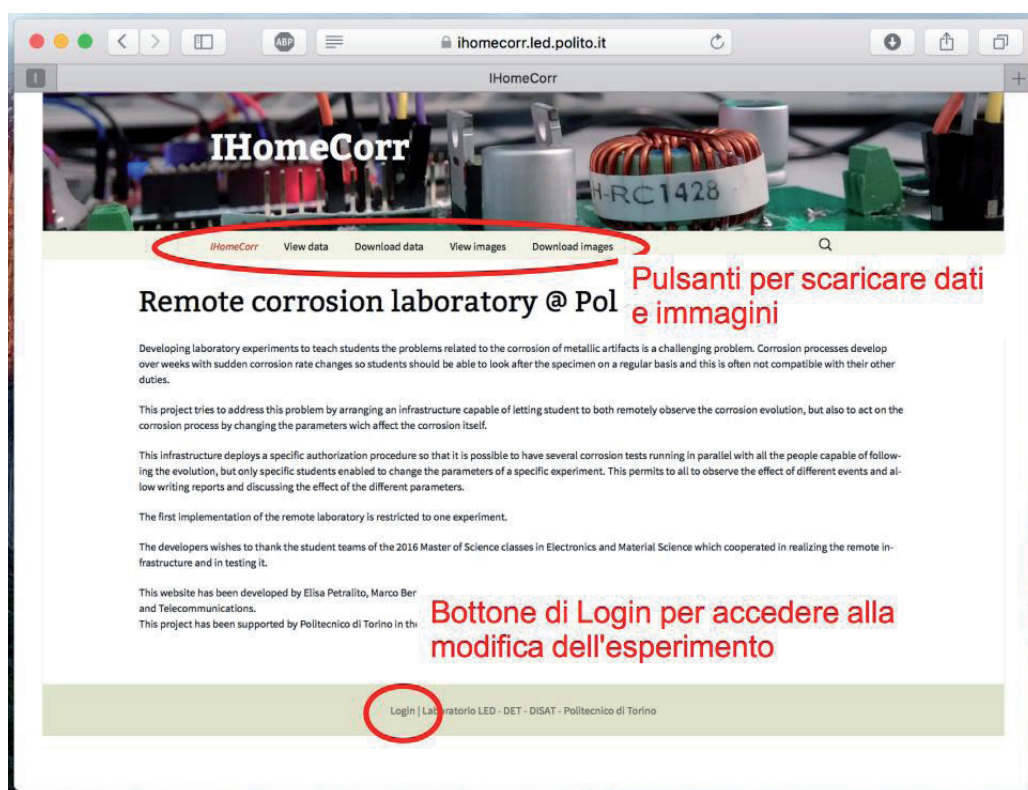 ABP
ihomecorr.led.polito.it
I
IHomeCorr
IHomeCorr
H-RC1428
IHomeCorr View data Download data View images Download images
Pulsanti per scaricare dati
e immagini
Remote corrosion laboratory @ Pol
Developing laboratory experiments to teach students the problems related to the corrosion of metallic artifacts is a challenging problem. Corrosion processes develop
over weeks with sudden corrosion rate changes so students should be able to look after the specimen on a regular basis and this is often not compatible with their other
duties.
This project tries to address this problem by arranging an infrastructure capable of letting student to both remotely observe the corrosion evolution, but also to act on the
corrosion process by changing the parameters wich affect the corrosion itself.
This infrastructure deploys a specific authorization procedure so that it is possible to have several corrosion tests running in parallel with all the people capable of follow-
ing the evolution, but only specific students enabled to change the parameters of a specific experiment. This permits to all to observe the effect of different events and al-
low writing reports and discussing the effect of the different parameters.
The first implementation of the remote laboratory is restricted to one experiment.
The developers wishes to thank the student teams of the 2016 Master of Science classes in Electronics and Material Science which cooperated in realizing the remote in-
frastructure and in testing it.
This website has been developed by Elisa Petralito, Marco Ber
and Telecommunications.
This project has been supported by Politecnico di Torino in the
Bottone di Login per accedere alla
modifica dell'esperimento
Login | Laboratorio LED - DET - DISAT - Politecnico di Torino